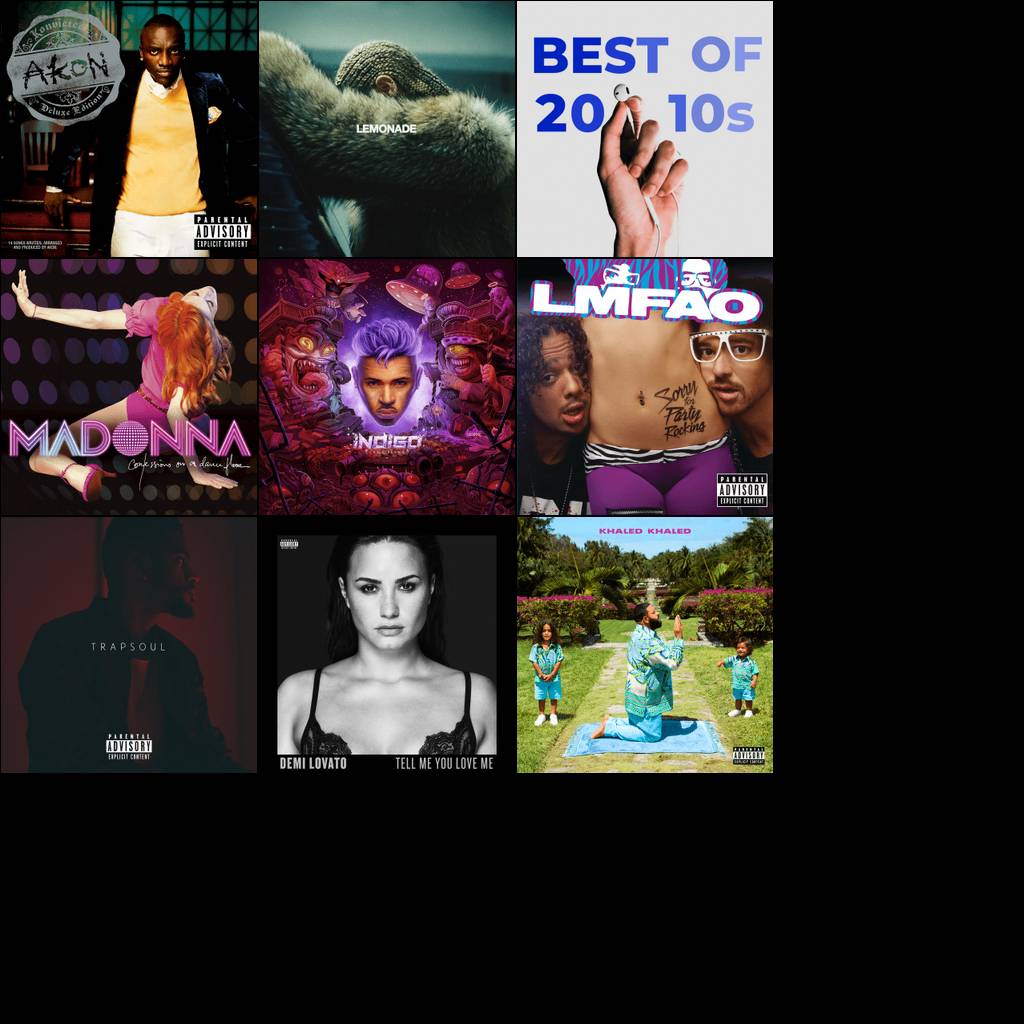 Konvicted
AKON
Deluxe Edition
PARENTAL
ADVISORY
EXPLICIT CONTENT
14 SONGS WRITTEN, ARRANGED
AND PRODUCED BY AKON
LEMONADE
BEST OF
2010s
MADONNA
Confessions on a dance floor
INDIGO
LMFAO
Sorry
for
Party
Rocking
PARENTAL
ADVISORY
EXPLICIT CONTENT
TRAPSOUL
PARENTAL
ADVISORY
EXPLICIT CONTENT
PARENTAL
ADVISORY
EXPLICIT CONTENT
DEMI LOVATO
TELL ME YOU LOVE ME
KHALED KHALED
PARENTAL
ADVISORY
EXPLICIT CONTENT